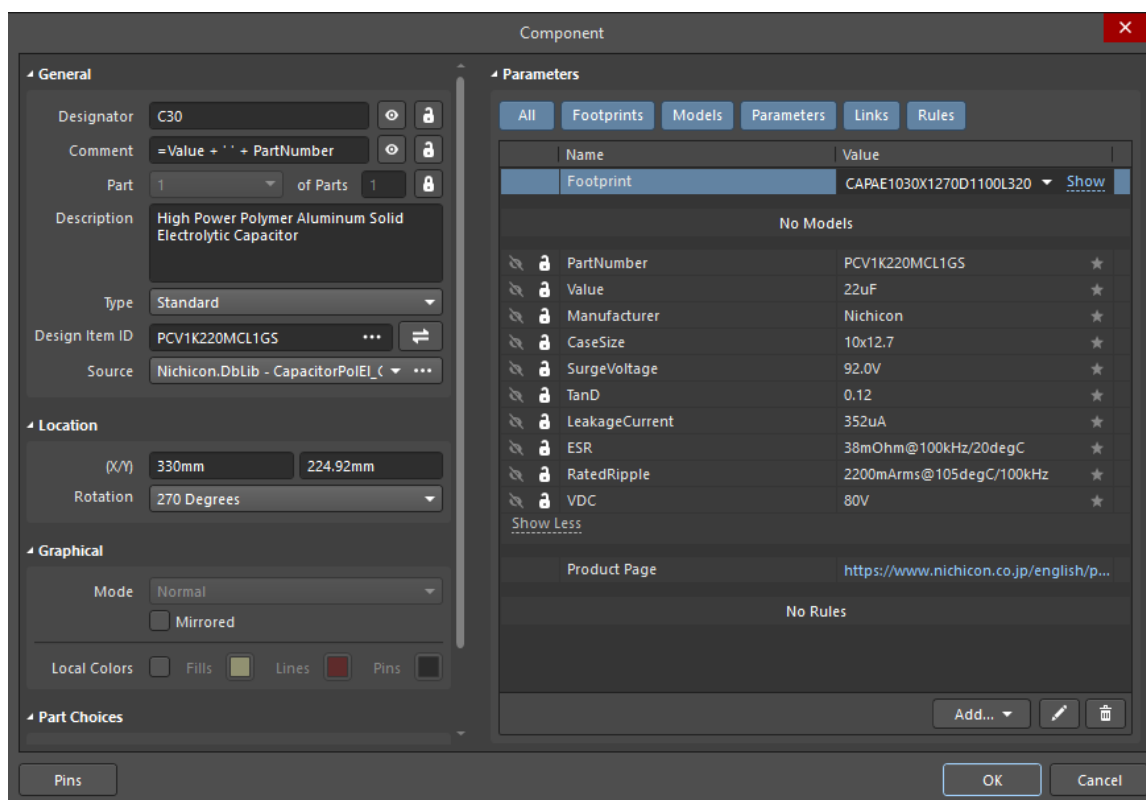 Component
General
Designator C30
Comment =Value + ' ' + PartNumber
Part 1 of Parts 1
Description High Power Polymer Aluminum Solid
Electrolytic Capacitor
Type Standard
Design Item ID PCV1K220MCL1GS ...
Source Nichicon.DbLib - CapacitorPolEl_( ...
Location
(X/Y) 330mm 224.92mm
Rotation 270 Degrees
Graphical
Mode Normal
Mirrored
Local Colors Fills Lines Pins
Part Choices
Pins
Parameters
All Footprints Models Parameters Links Rules
Name Value
Footprint CAPAE1030X1270D1100L320 Show
No Models
PartNumber PCV1K220MCL1GS
Value 22uF
Manufacturer Nichicon
CaseSize 10x12.7
SurgeVoltage 92.0V
TanD 0.12
LeakageCurrent 352uA
ESR 38mOhm@100kHz/20degC
RatedRipple 2200mArms@105degC/100kHz
VDC 80V
Show Less
Product Page https://www.nichicon.co.jp/english/p...
No Rules
Add...
OK Cancel